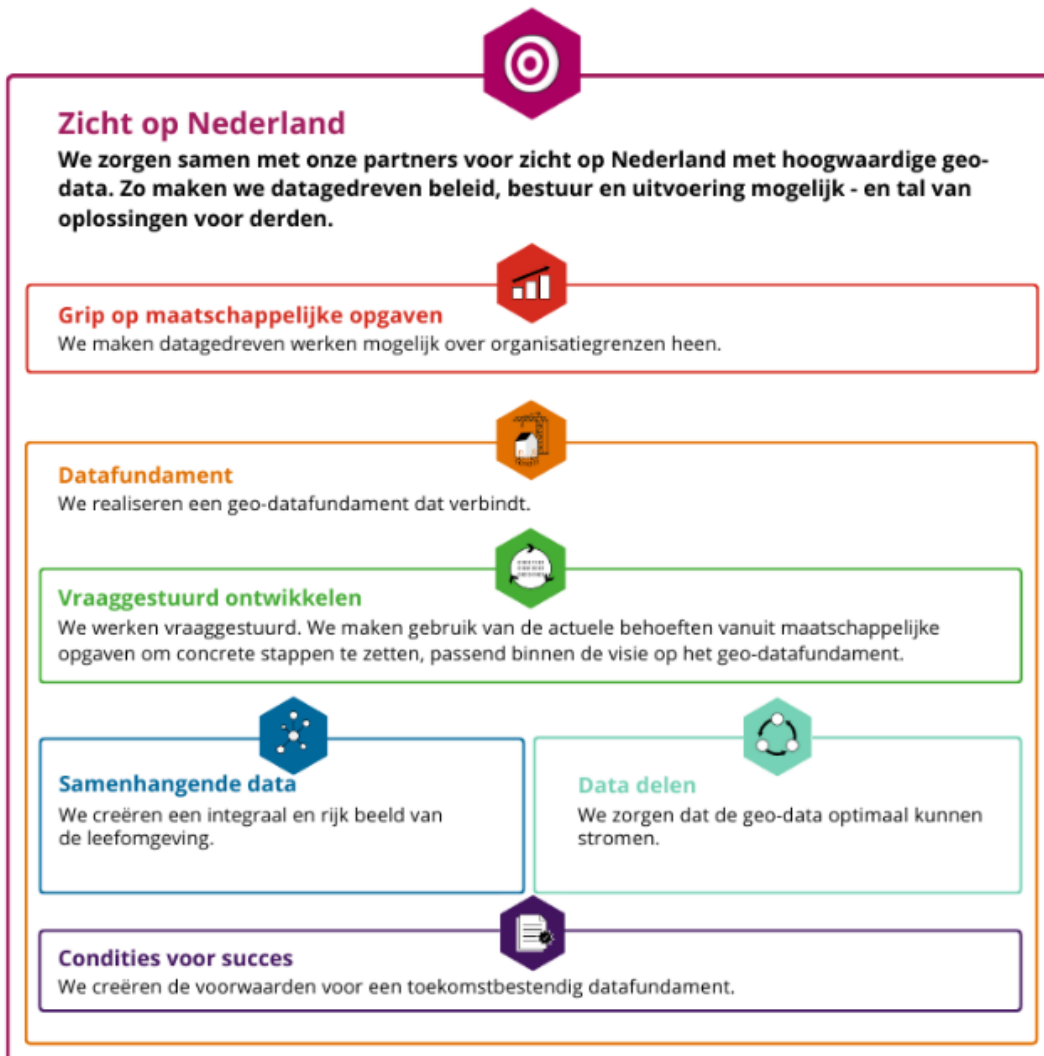 Zicht op Nederland
We zorgen samen met onze partners voor zicht op Nederland met hoogwaardige geo-
data. Zo maken we datagedreven beleid, bestuur en uitvoering mogelijk - en tal van
oplossingen voor derden.
Grip op maatschappelijke opgaven
We maken datagedreven werken mogelijk over organisatiegrenzen heen.
Datafundament
We realiseren een geo-datafundament dat verbindt.
Vraaggestuurd ontwikkelen
We werken vraaggestuurd. We maken gebruik van de actuele behoeften vanuit maatschappelijke
opgaven om concrete stappen te zetten, passend binnen de visie op het geo-datafundament.
Samenhangende data
We creëren een integraal en rijk beeld van
de leefomgeving.
Data delen
We zorgen dat de geo-data optimaal kunnen
stromen.
Condities voor succes
We creëren de voorwaarden voor een toekomstbestendig datafundament.